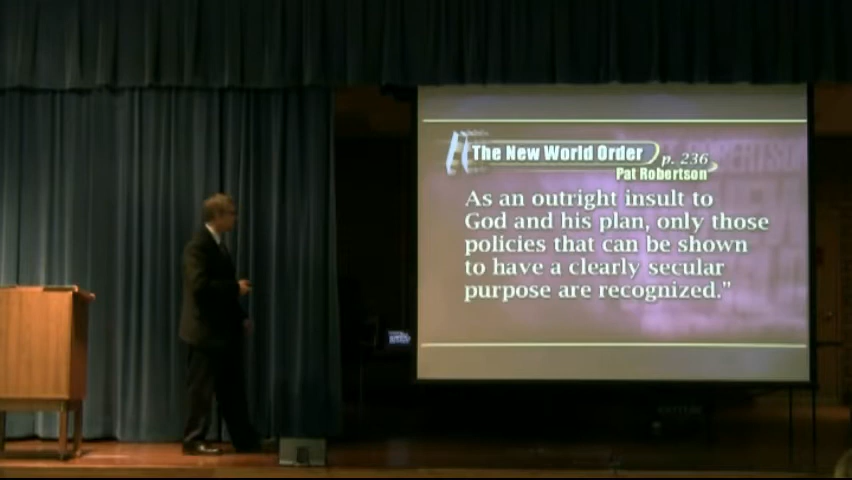 The New World Order p. 236
Pat Robertson
As an outright insult to
God and his plan, only those
policies that can be shown
to have a clearly secular
purpose are recognized."